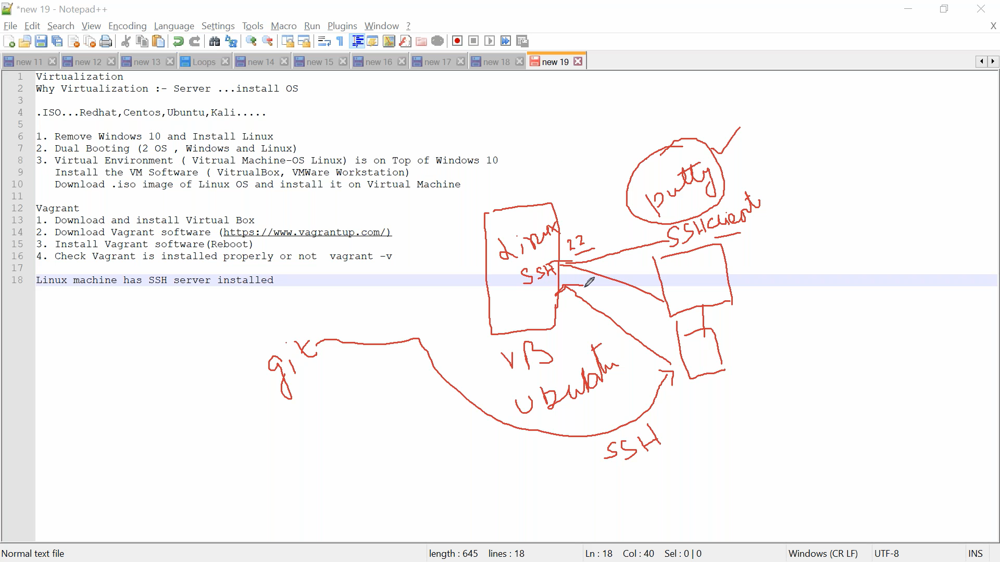 *new 19 - Notepad++
File Edit Search View Encoding Language Settings Tools Macro Run Plugins Window ? X
new 11 new 12 new 13 Loops new 14 new 15 new 16 new 17 new 18 new 19
1 Virtualization
2 Why Virtualization :- Server ...install OS
3
4 .ISO...Redhat,Centos,Ubuntu,Kali.....
5
6 1. Remove Windows 10 and Install Linux
7 2. Dual Booting (2 OS , Windows and Linux)
8 3. Virtual Environment ( Vitrual Machine-OS Linux) is on Top of Windows 10
9 Install the VM Software ( VitrualBox, VMWare Workstation)
10 Download .iso image of Linux OS and install it on Virtual Machine
11
12 Vagrant
13 1. Download and install Virtual Box
14 2. Download Vagrant software (https://www.vagrantup.com/)
15 3. Install Vagrant software(Reboot)
16 4. Check Vagrant is installed properly or not vagrant -v
17
18 Linux machine has SSH server installed
putty
SSHclient
Linux
22
SSH
git
VB
Ubuktu
SSH
Normal text file length : 645 lines : 18 Ln : 18 Col : 40 Sel : 0 | 0 Windows (CR LF) UTF-8 INS